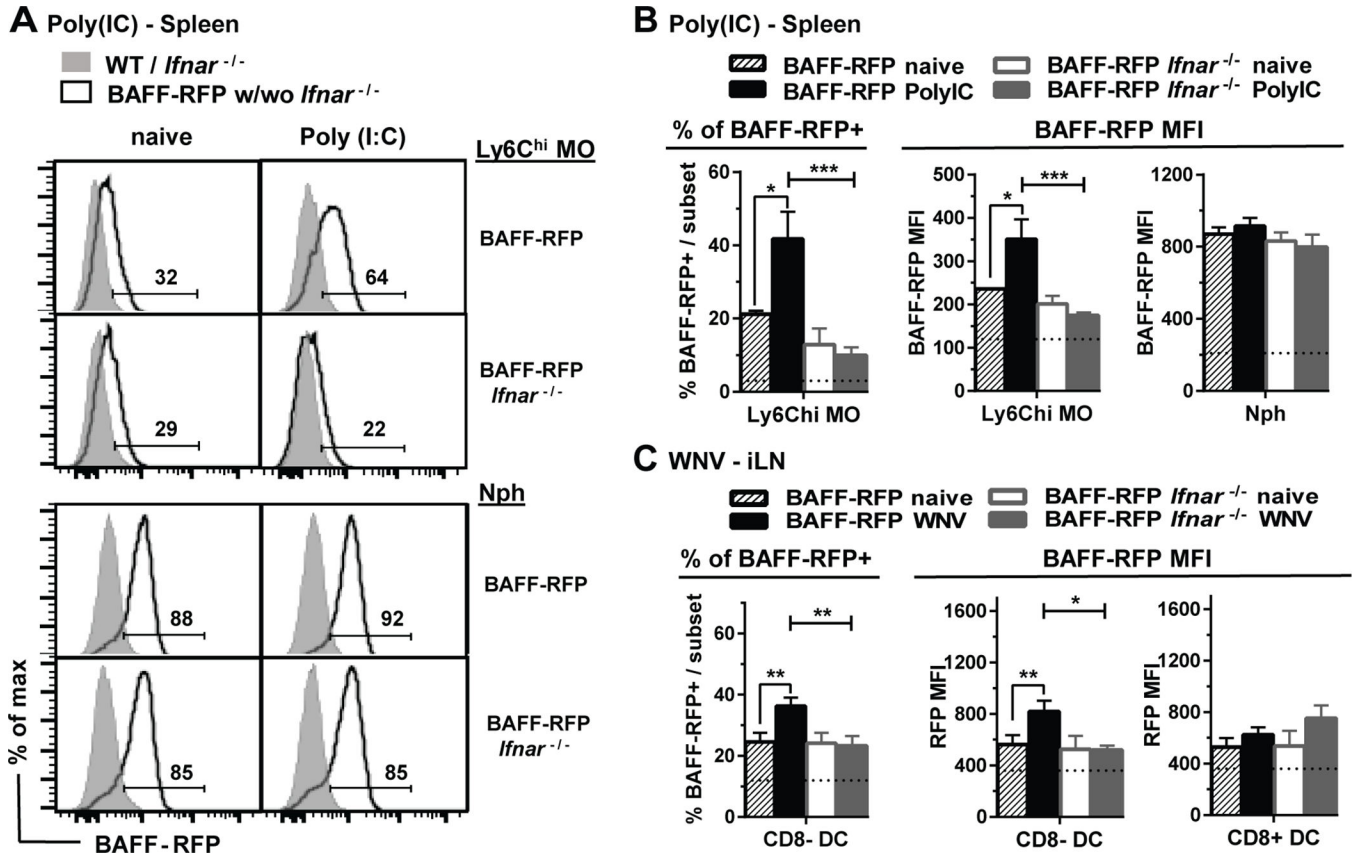 A Poly(IC) - Spleen
WT / Ifnar -/-
BAFF-RFP w/wo Ifnar -/-
naive
Poly (I:C)
Ly6Chi MO
32
64
BAFF-RFP
29
22
BAFF-RFP
Ifnar -/-
Nph
88
92
BAFF-RFP
85
85
BAFF-RFP
Ifnar -/-
% of max
BAFF-RFP
B Poly(IC) - Spleen
BAFF-RFP naive
BAFF-RFP Ifnar -/- naive
BAFF-RFP PolyIC
BAFF-RFP Ifnar -/- PolyIC
% of BAFF-RFP+
BAFF-RFP MFI
% BAFF-RFP+ / subset
60
40
20
0
*
***
Ly6Chi MO
BAFF-RFP MFI
500
400
300
200
100
0
*
***
Ly6Chi MO
BAFF-RFP MFI
1200
800
400
0
Nph
C WNV - iLN
BAFF-RFP naive
BAFF-RFP Ifnar -/- naive
BAFF-RFP WNV
BAFF-RFP Ifnar -/- WNV
% of BAFF-RFP+
BAFF-RFP MFI
% BAFF-RFP+ / subset
60
40
20
0
**
**
CD8- DC
RFP MFI
1600
1200
800
400
0
**
*
CD8- DC
RFP MFI
1600
1200
800
400
0
CD8+ DC